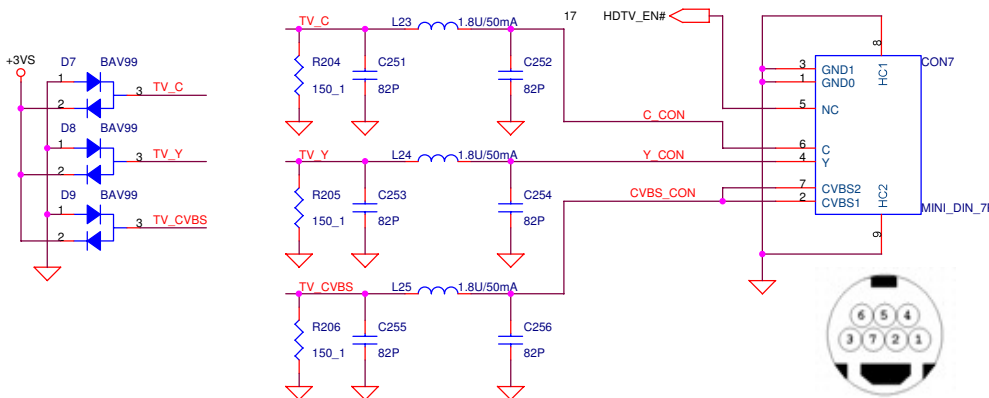 +3VS
D7 BAV99
1
2
3 TV_C
D8 BAV99
1
2
3 TV_Y
D9 BAV99
1
2
3 TV_CVBS
TV_C L23 1.8U/50mA
R204
150_1
C251
82P
C252
82P
TV_Y L24 1.8U/50mA
R205
150_1
C253
82P
C254
82P
TV_CVBS L25 1.8U/50mA
R206
150_1
C255
82P
C256
82P
17 HDTV_EN#
C_CON
Y_CON
CVBS_CON
CON7
8
HC1
3 GND1
1 GND0
5 NC
6 C
4 Y
7 CVBS2
2 CVBS1
HC2
9
MINI_DIN_7
6 5 4
3 7 2 1